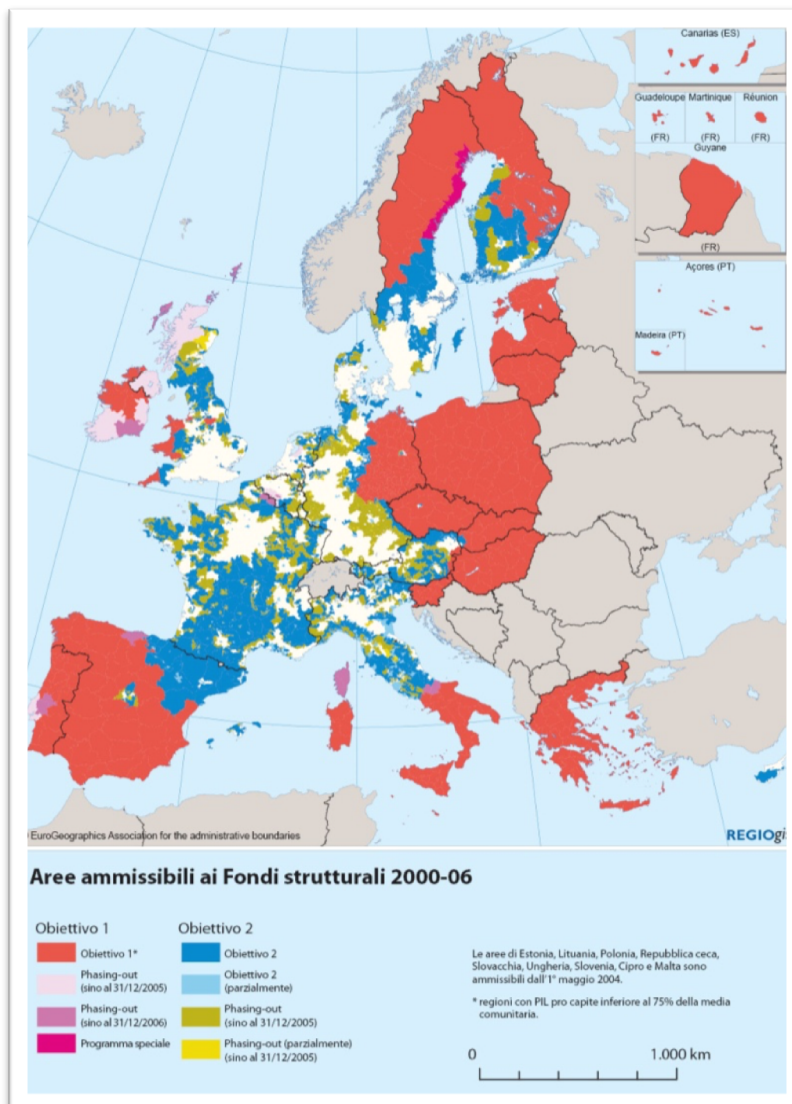 Canarias (ES)
Guadeloupe Martinique Réunion
(FR) (FR) (FR)
Guyane
(FR)
Açores (PT)
Madeira (PT)
EuroGeographics Association for the administrative boundaries
REGIOgi
Aree ammissibili ai Fondi strutturali 2000-06
Obiettivo 1
Obiettivo 1*
Phasing-out
(sino al 31/12/2005)
Phasing-out
(sino al 31/12/2006)
Programma speciale
Obiettivo 2
Obiettivo 2
Obiettivo 2
(parzialmente)
Phasing-out
(sino al 31/12/2005)
Phasing-out (parzialmente)
(sino al 31/12/2005)
Le aree di Estonia, Lituania, Polonia, Repubblica ceca,
Slovacchia, Ungheria, Slovenia, Cipro e Malta sono
ammissibili dall'1° maggio 2004.
* regioni con PIL pro capite inferiore al 75% della media
comunitaria.
0 1.000 km